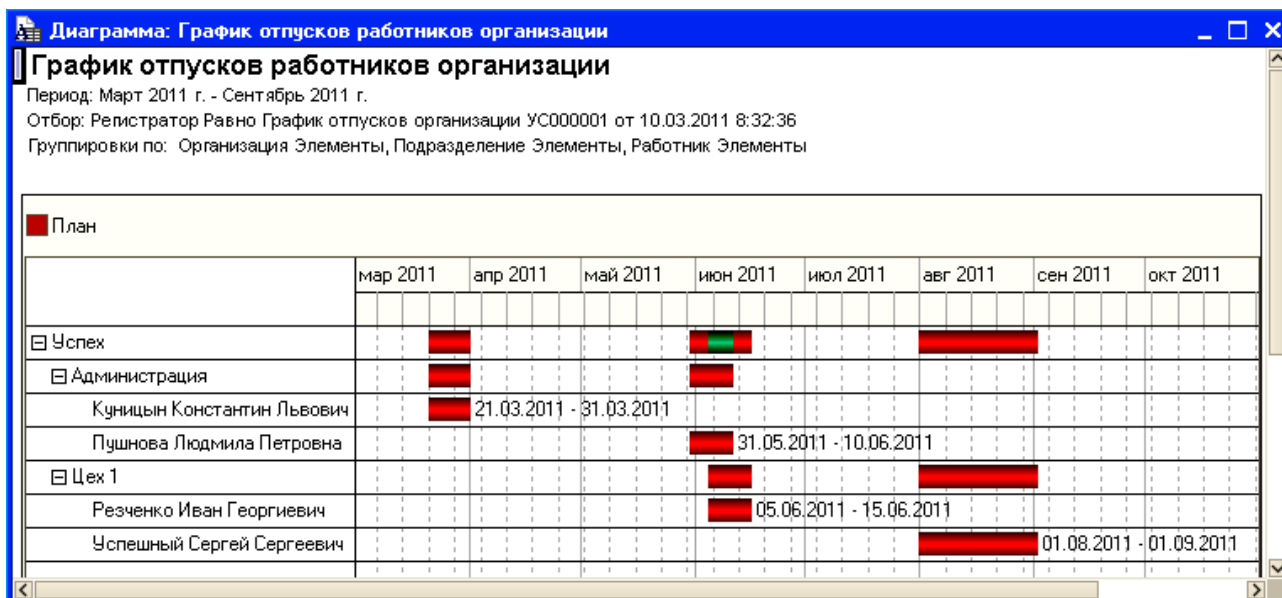 Диаграмма: График отпусков работников организации
График отпусков работников организации
Период: Март 2011 г. - Сентябрь 2011 г.
Отбор: Регистратор Равно График отпусков организации УС000001 от 10.03.2011 8:32:36
Группировки по: Организация Элементы, Подразделение Элементы, Работник Элементы
План
мар 2011 апр 2011 май 2011 июн 2011 июл 2011 авг 2011 сен 2011 окт 2011
Успех
Администрация
Куницын Константин Львович 21.03.2011 - 31.03.2011
Пушнова Людмила Петровна 31.05.2011 - 10.06.2011
Цех 1
Резченко Иван Георгиевич 05.06.2011 - 15.06.2011
Успешный Сергей Сергеевич 01.08.2011 - 01.09.2011